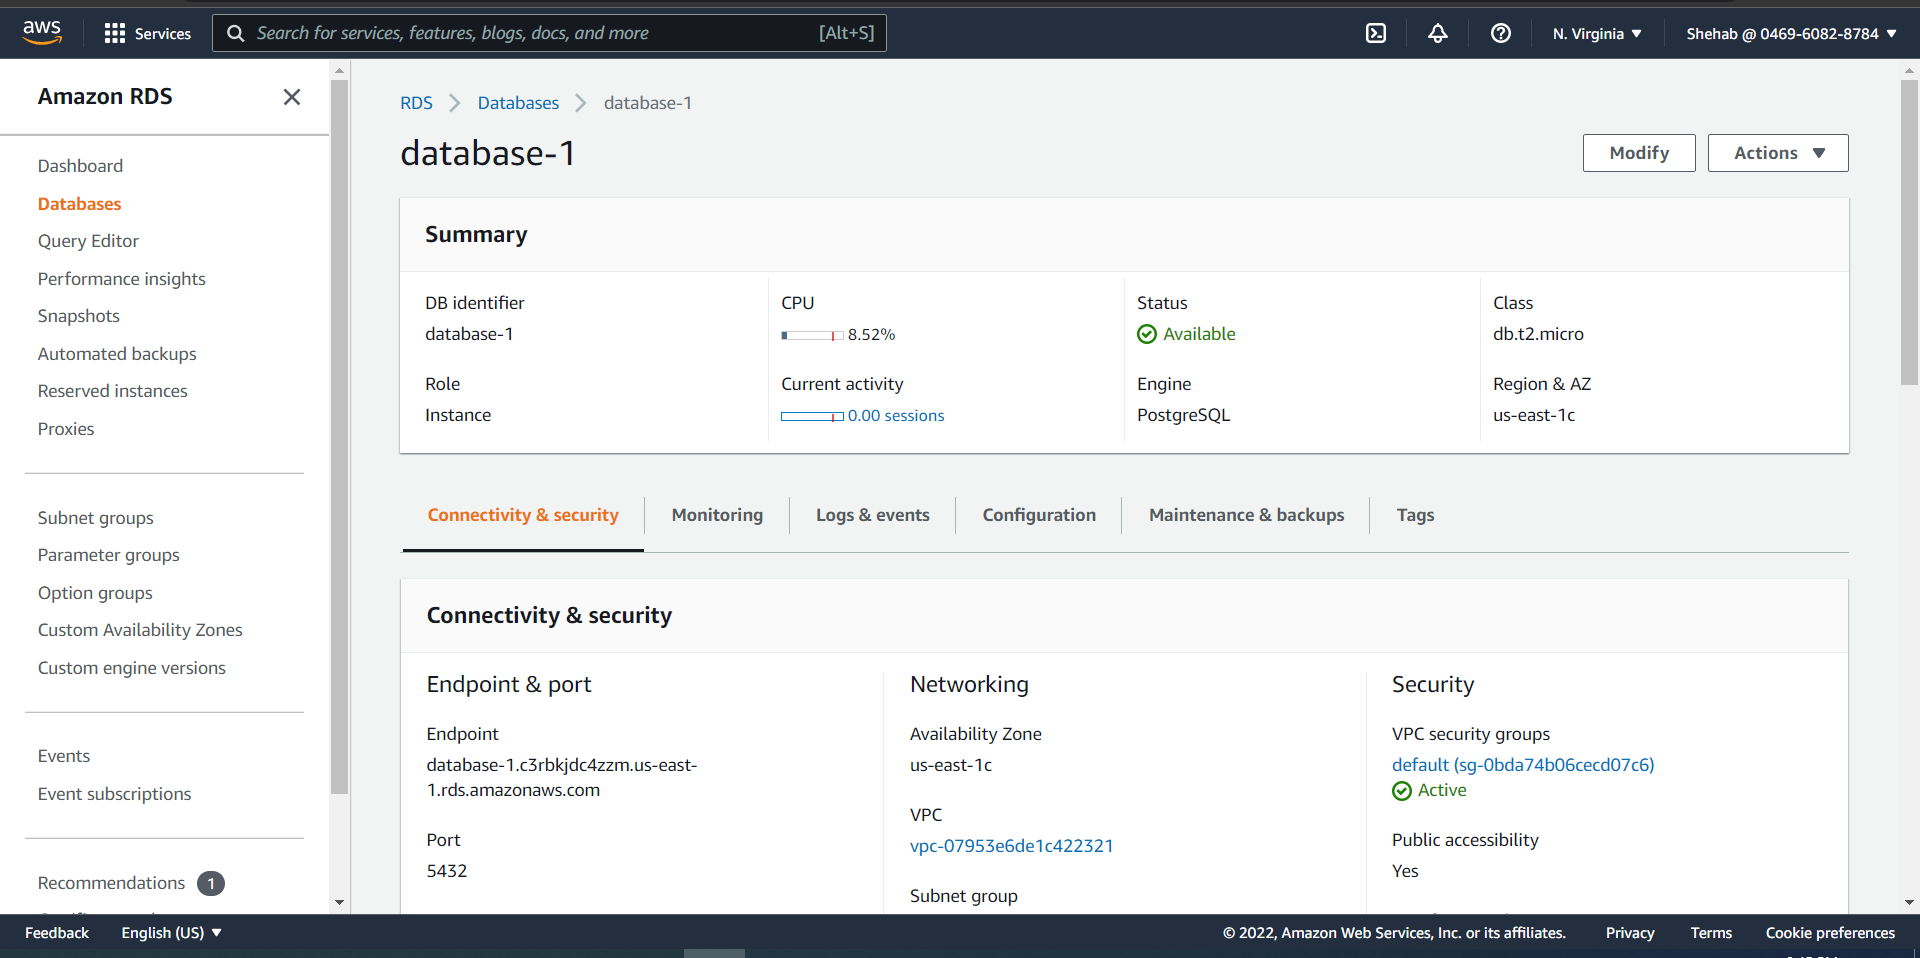 aws
Services
Search for services, features, blogs, docs, and more
[Alt+S]
N. Virginia
Shehab @ 0469-6082-8784
Amazon RDS
Dashboard
Databases
Query Editor
Performance insights
Snapshots
Automated backups
Reserved instances
Proxies
Subnet groups
Parameter groups
Option groups
Custom Availability Zones
Custom engine versions
Events
Event subscriptions
Recommendations 1
RDS > Databases > database-1
database-1
Modify
Actions
Summary
DB identifier
database-1
CPU
8.52%
Status
Available
Class
db.t2.micro
Role
Instance
Current activity
0.00 sessions
Engine
PostgreSQL
Region & AZ
us-east-1c
Connectivity & security
Monitoring
Logs & events
Configuration
Maintenance & backups
Tags
Connectivity & security
Endpoint & port
Endpoint
database-1.c3rbkjdc4zzm.us-east-
1.rds.amazonaws.com
Port
5432
Networking
Availability Zone
us-east-1c
VPC
vpc-07953e6de1c422321
Subnet group
Security
VPC security groups
default (sg-0bda74b06cecd07c6)
Active
Public accessibility
Yes
Feedback
English (US)
© 2022, Amazon Web Services, Inc. or its affiliates.
Privacy
Terms
Cookie preferences